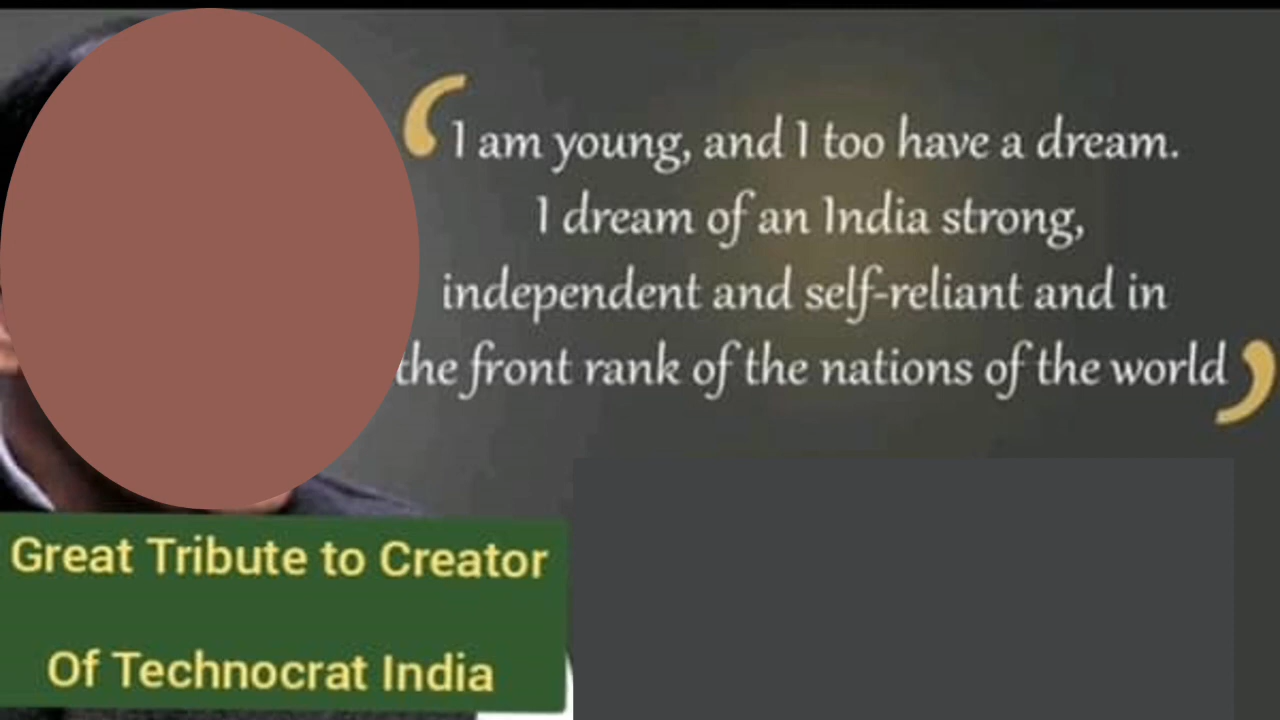 ‘I am young, and I too have a dream.
I dream of an India strong,
independent and self-reliant and in
the front rank of the nations of the world’
Great Tribute to Creator
Of Technocrat India